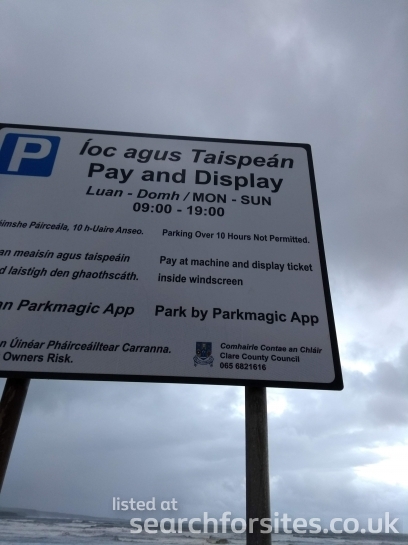 P
Íoc agus Taispeán
Pay and Display
Luan - Domh / MON - SUN
09:00 - 19:00
Páirceála, 10 h-Uaire Anseo.
Parking Over 10 Hours Not Permitted.
an meaisín agus taispeáin
laistigh den ghaothscáth.
Pay at machine and display ticket
inside windscreen
Parkmagic App
Park by Parkmagic App
Úinéar Pháirceáiltear Carranna.
Owners Risk.
Comhairle Contae an Chláir
Clare County Council
065 6821616
listed at
searchforsites.co.uk